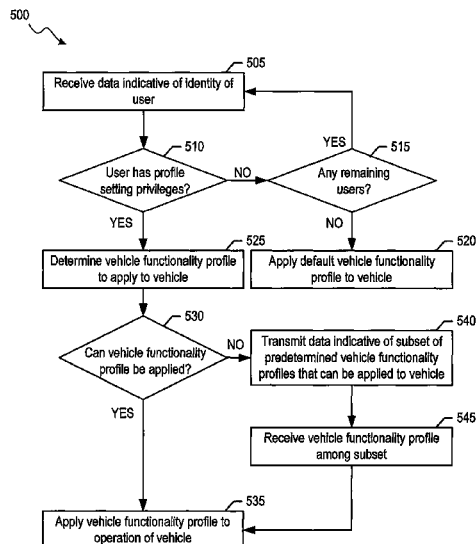 500
505
Receive data indicative of identity of
user
510
User has profile
setting privileges?
NO
YES
515
Any remaining
users?
YES
NO
525
Determine vehicle functionality profile
to apply to vehicle
520
Apply default vehicle functionality
profile to vehicle
530
Can vehicle functionality
profile be applied?
NO
YES
540
Transmit data indicative of subset of
predetermined vehicle functionality
profiles that can be applied to vehicle
545
Receive vehicle functionality profile
among subset
535
Apply vehicle functionality profile to
operation of vehicle